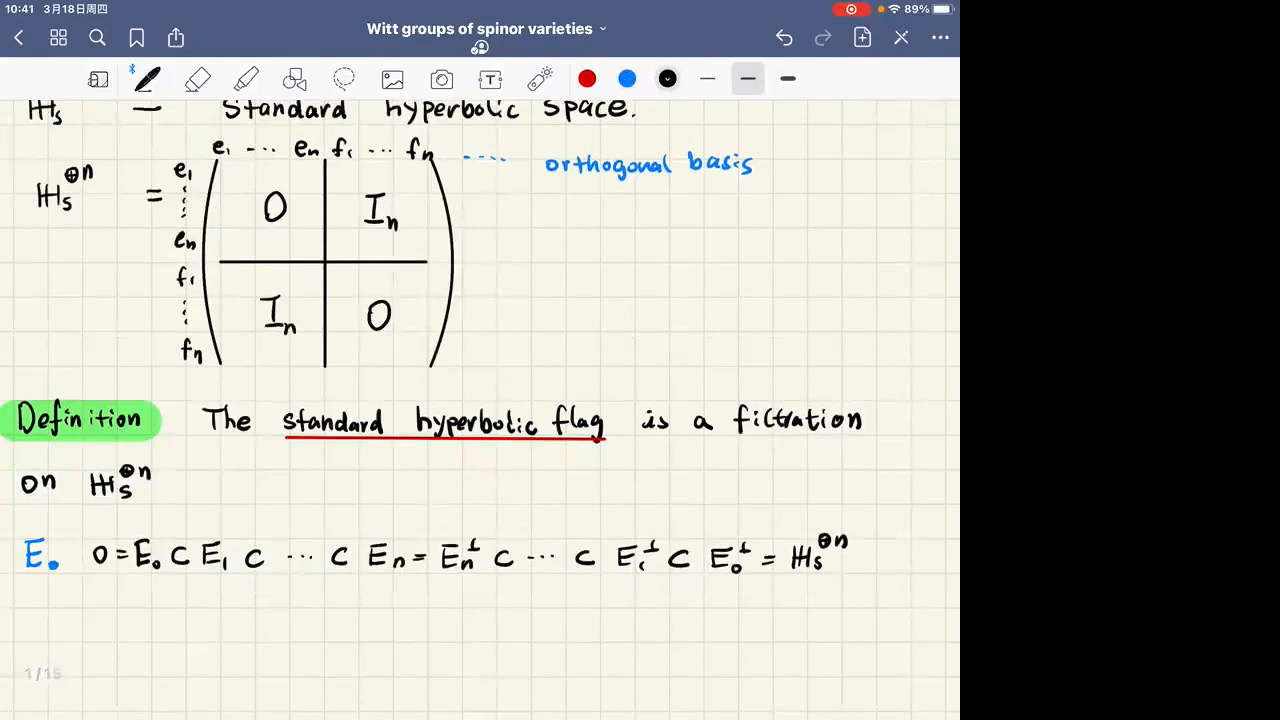 10:41 3月18日周四
89%
Witt groups of spinor varieties
ℍₛ — Standard hyperbolic space.
e₁ ... eₙ f₁ ... fₙ .... orthogonal basis
ℍₛ^⊕n =
e₁ ⋮ eₙ f₁ ⋮ fₙ
0 Iₙ
Iₙ 0
Definition The standard hyperbolic flag is a filtration
on ℍₛ^⊕n
E. 0 = E₀ ⊂ E₁ ⊂ ... ⊂ Eₙ = Eₙ^⊥ ⊂ ... ⊂ E₁^⊥ ⊂ E₀^⊥ = ℍₛ^⊕n
1 / 15